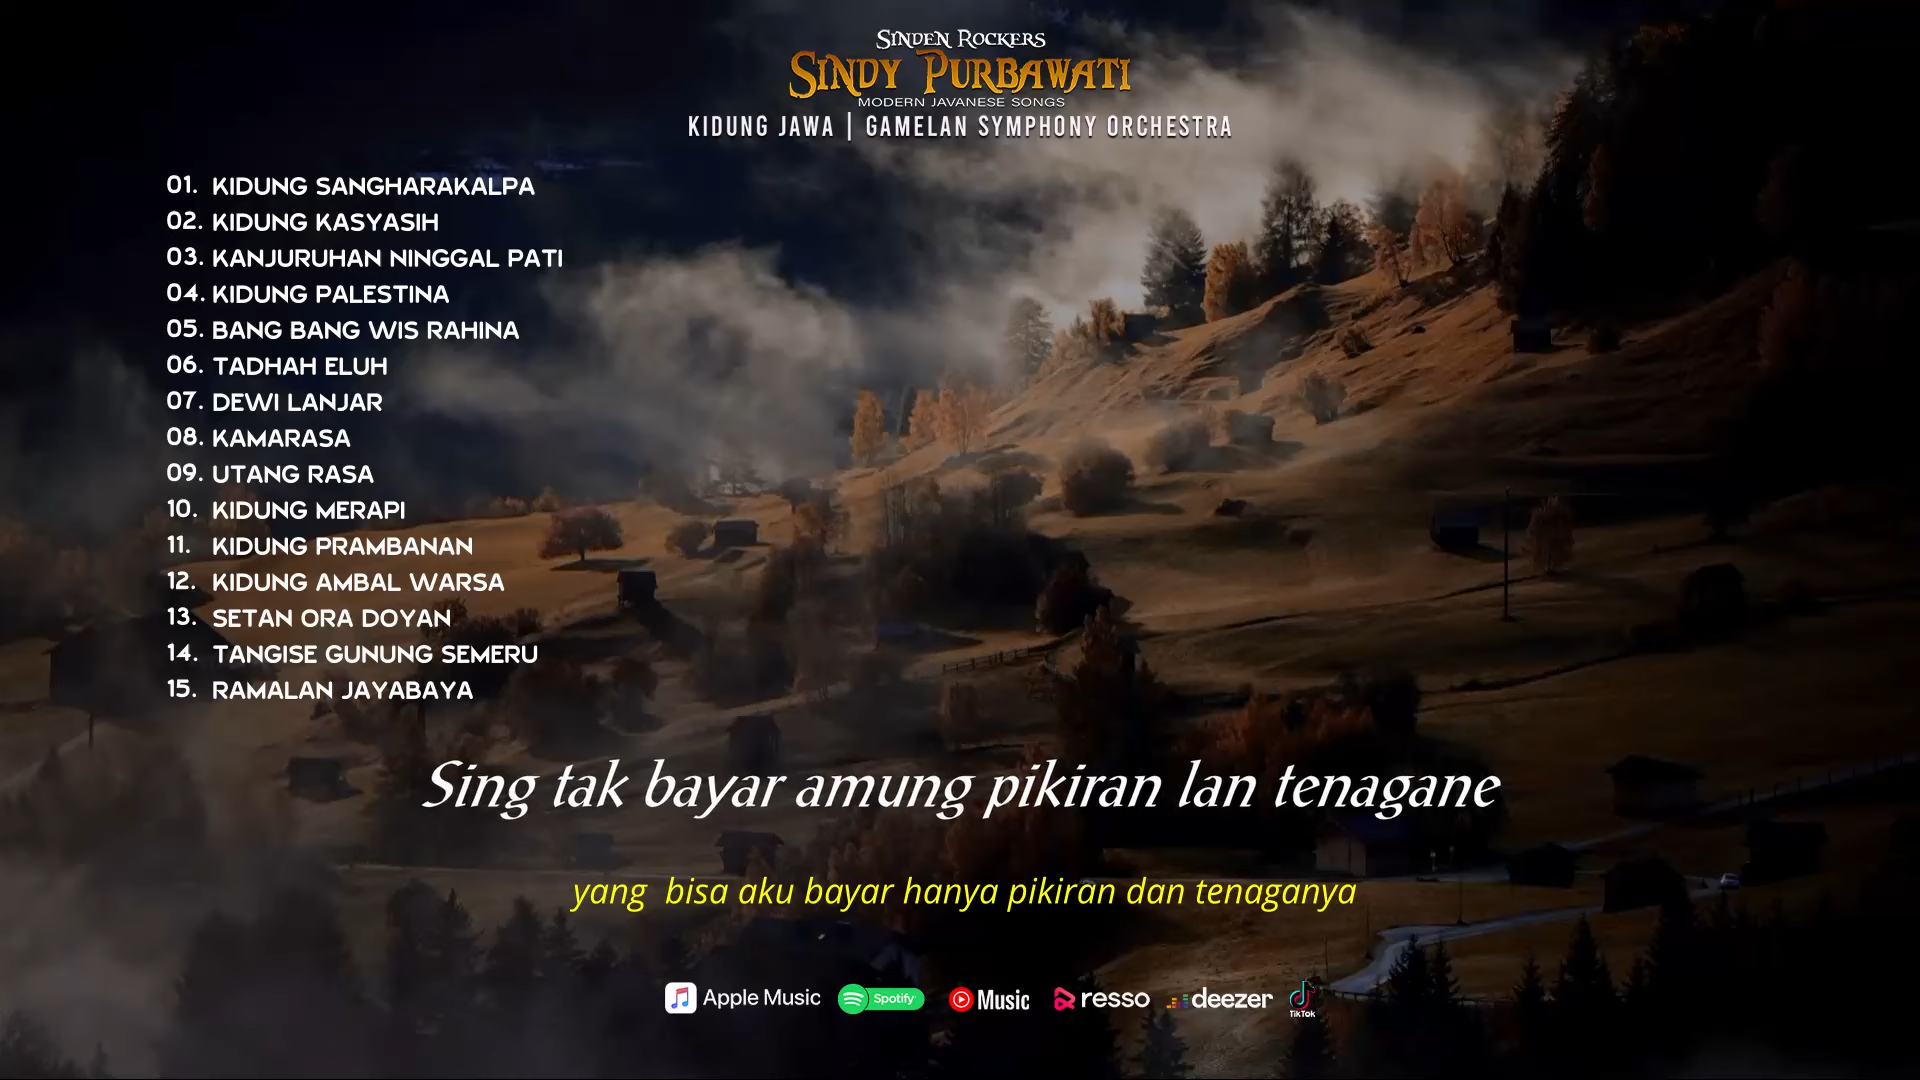 SINDEN ROCKERS
SINDY PURBAWATI
MODERN JAVANESE SONGS
KIDUNG JAWA | GAMELAN SYMPHONY ORCHESTRA
01. KIDUNG SANGHARAKALPA
02. KIDUNG KASYASIH
03. KANJURUHAN NINGGAL PATI
04. KIDUNG PALESTINA
05. BANG BANG WIS RAHINA
06. TADHAH ELUH
07. DEWI LANJAR
08. KAMARASA
09. UTANG RASA
10. KIDUNG MERAPI
11. KIDUNG PRAMBANAN
12. KIDUNG AMBAL WARSA
13. SETAN ORA DOYAN
14. TANGISE GUNUNG SEMERU
15. RAMALAN JAYABAYA
Sing tak bayar amung pikiran lan tenagane
yang bisa aku bayar hanya pikiran dan tenaganya
Apple Music Spotify Music resso deezer TikTok